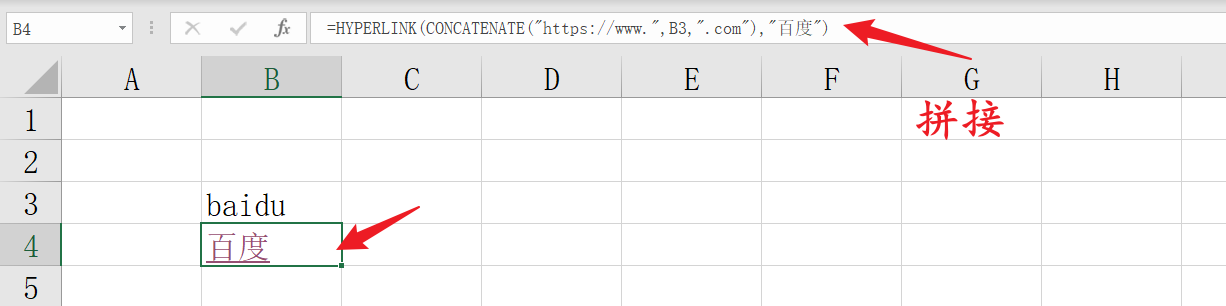 B4 fx =HYPERLINK(CONCATENATE("https://www.",B3,".com"),"百度")
A B C D E F G H
1 拼接
2
3 baidu
4 百度
5